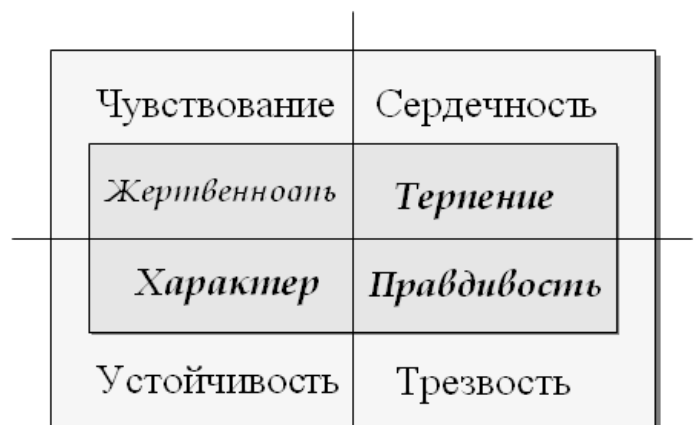 Чувствование Сердечность
Жертвенноать Терпение
Характер Правдивость
Устойчивость Трезвость